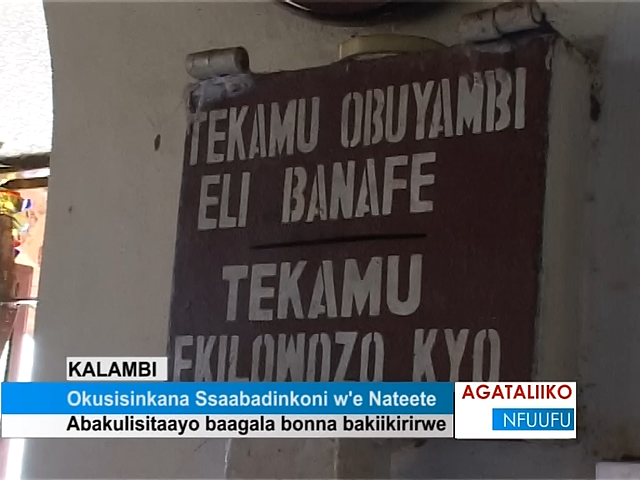 TEKAMU OBUYAMBI
ELI BANAFE
TEKAMU
EKILOWOZO KYO
KALAMBI
Okusisinkana Ssaabadinkoni w'e Nateete
Abakulisitaayo baagala bonna bakiikirirwe
AGATALIIKO
NFUUFU